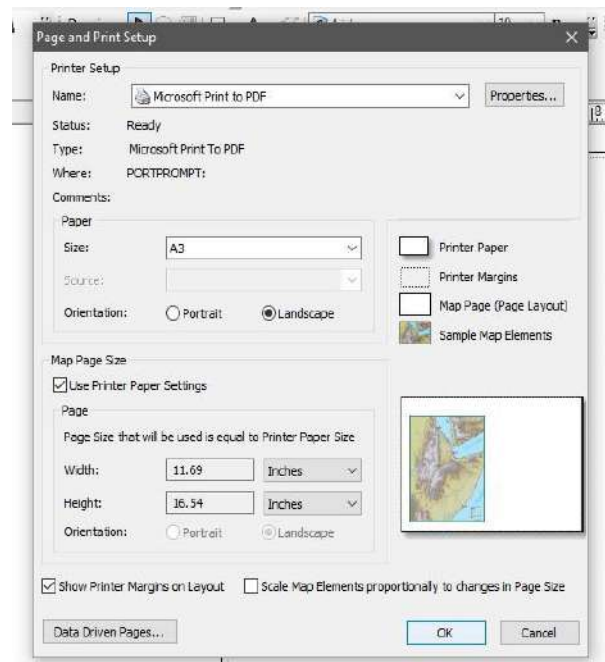 Page and Print Setup
Printer Setup
Name: Microsoft Print to PDF Properties...
Status: Ready
Type: Microsoft Print To PDF
Where: PORTPROMPT:
Comments:
Paper
Size: A3
Source:
Orientation: Portrait Landscape
Printer Paper
Printer Margins
Map Page (Page Layout)
Sample Map Elements
Map Page Size
Use Printer Paper Settings
Page
Page Size that will be used is equal to Printer Paper Size
Width: 11.69 Inches
Height: 16.54 Inches
Orientation: Portrait Landscape
Show Printer Margins on Layout Scale Map Elements proportionally to changes in Page Size
Data Driven Pages... OK Cancel